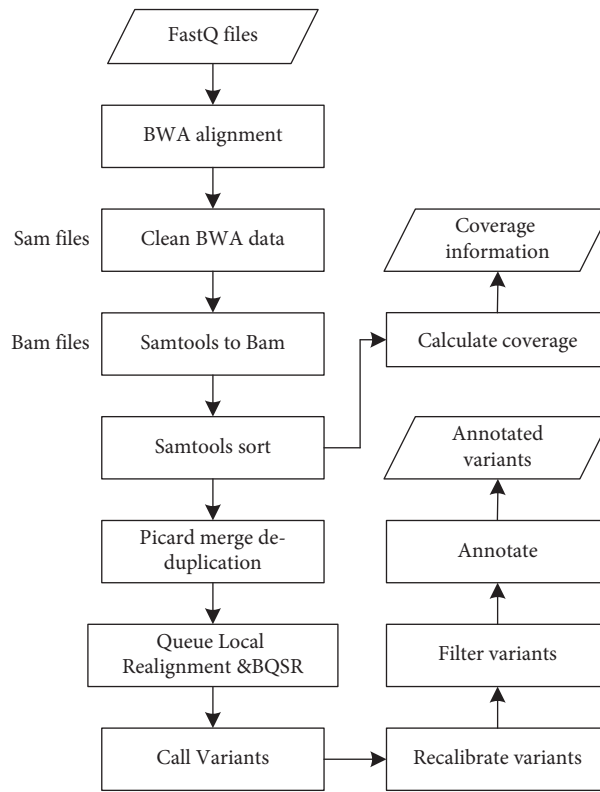 FastQ files
BWA alignment
Sam files
Clean BWA data
Bam files
Samtools to Bam
Samtools sort
Picard merge de-
duplication
Queue Local
Realignment &BQSR
Call Variants
Coverage
information
Calculate coverage
Annotated
variants
Annotate
Filter variants
Recalibrate variants